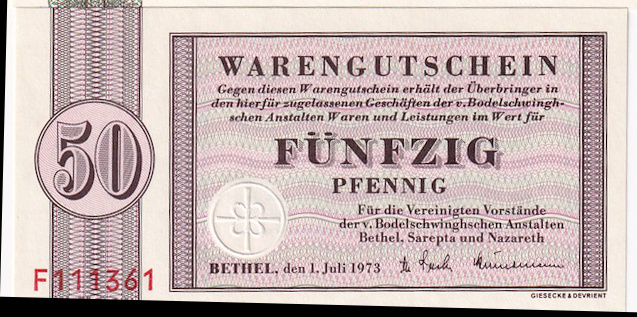 WARENGUTSCHEIN
Gegen diesen Warengutschein erhält der Überbringer in
den hierfür zugelassenen Geschäften der v. Bodelschwingh-
schen Anstalten Waren und Leistungen im Wert für
50
FÜNFZIG
PFENNIG
Für die Vereinigten Vorstände
der v. Bodelschwinghschen Anstalten
Bethel, Sarepta und Nazareth
BETHEL, den 1. Juli 1973
F111361
GIESECKE & DEVRIENT